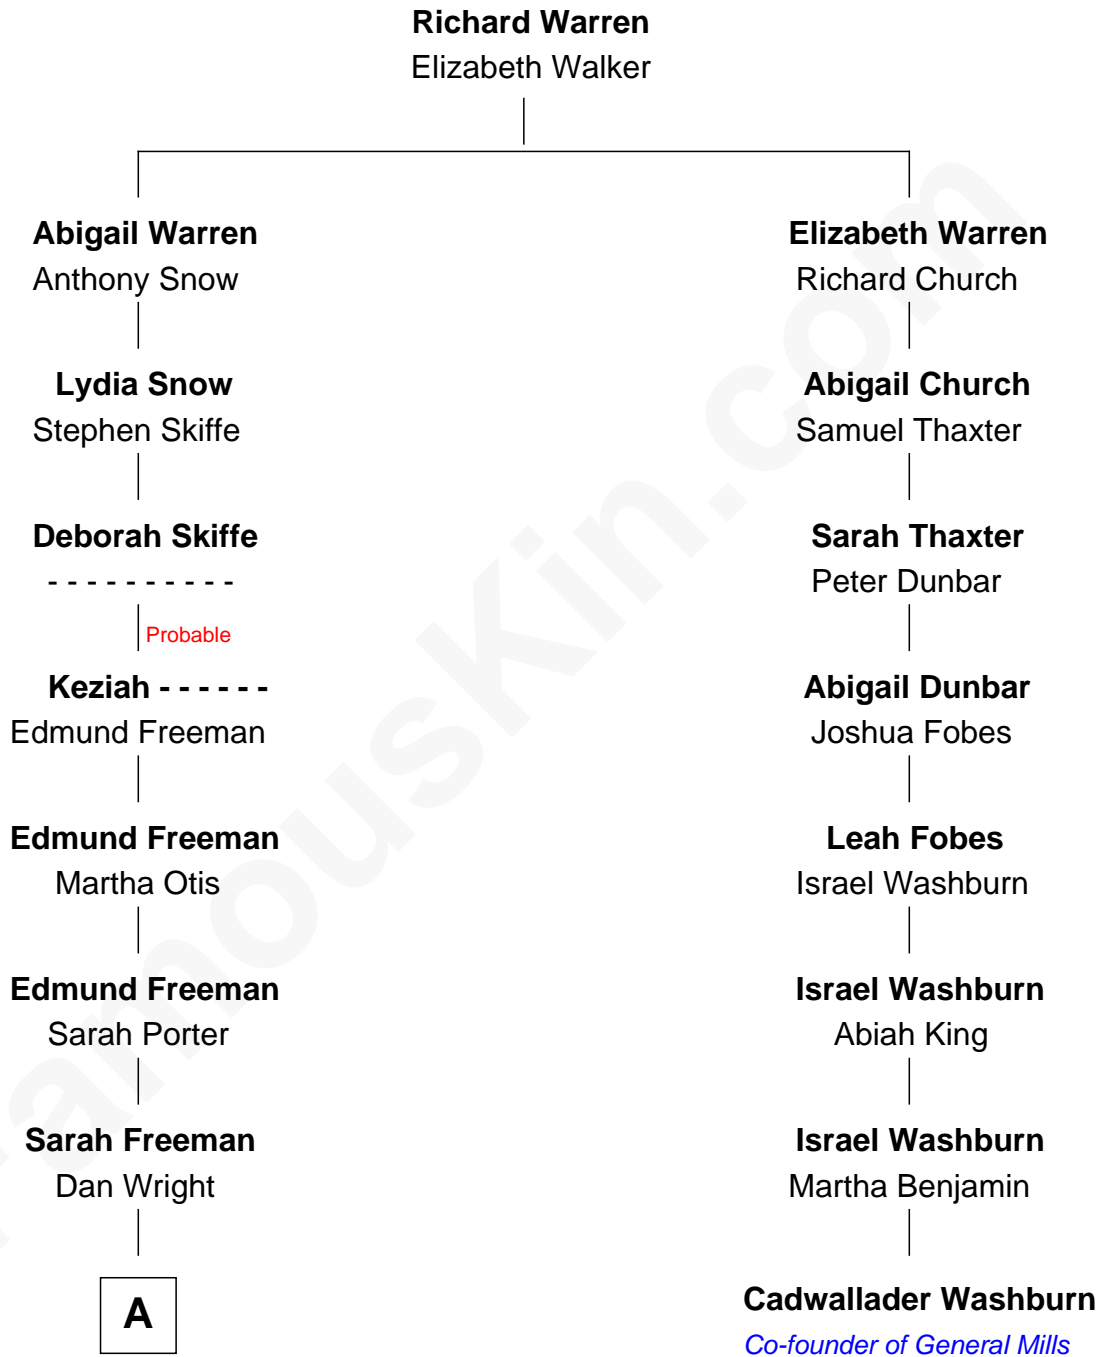 Richard Warren
Elizabeth Walker
Abigail Warren
Anthony Snow
Elizabeth Warren
Richard Church
Lydia Snow
Stephen Skiffe
Abigail Church
Samuel Thaxter
Deborah Skiffe
- - - - - - - - - -
Sarah Thaxter
Peter Dunbar
Probable
Keziah - - - - - -
Edmund Freeman
Abigail Dunbar
Joshua Fobes
Edmund Freeman
Martha Otis
Leah Fobes
Israel Washburn
Edmund Freeman
Sarah Porter
Israel Washburn
Abiah King
Sarah Freeman
Dan Wright
Israel Washburn
Martha Benjamin
A
Cadwallader Washburn
Co-founder of General Mills
FamousKin.com